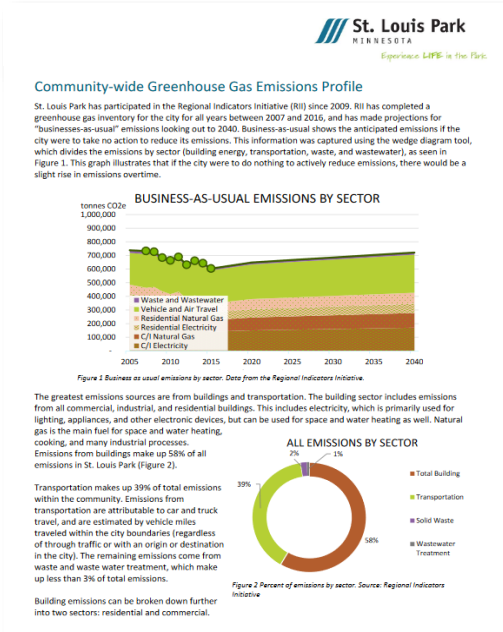 St. Louis Park
MINNESOTA
Experience LIFE in the Park
Community-wide Greenhouse Gas Emissions Profile
St. Louis Park has participated in the Regional Indicators Initiative (RII) since 2009. RII has completed a
greenhouse gas inventory for the city for all years between 2007 and 2016, and has made projections for
"businesses-as-usual" emissions looking out to 2040. Business-as-usual shows the anticipated emissions if the
city were to take no action to reduce its emissions. This information was captured using the wedge diagram tool,
which divides the emissions by sector (building energy, transportation, waste, and wastewater), as seen in
Figure 1. This graph illustrates that if the city were to do nothing to actively reduce emissions, there would be a
slight rise in emissions overtime.
BUSINESS-AS-USUAL EMISSIONS BY SECTOR
tonnes CO2e
1,000,000
900,000
800,000
700,000
600,000
500,000
400,000
300,000
200,000
100,000
-
Waste and Wastewater
Vehicle and Air Travel
Residential Natural Gas
Residential Electricity
C/I Natural Gas
C/I Electricity
2005 2010 2015 2020 2025 2030 2035 2040
Figure 1 Business as usual emissions by sector. Data from the Regional Indicators Initiative.
The greatest emissions sources are from buildings and transportation. The building sector includes emissions
from all commercial, industrial, and residential buildings. This includes electricity, which is primarily used for
lighting, appliances, and other electronic devices, but can be used for space and water heating as well. Natural
gas is the main fuel for space and water heating,
cooking, and many industrial processes.
Emissions from buildings make up 58% of all
emissions in St. Louis Park (Figure 2).
Transportation makes up 39% of total emissions
within the community. Emissions from
transportation are attributable to car and truck
travel, and are estimated by vehicle miles
traveled within the city boundaries (regardless
of through traffic or with an origin or destination
in the city). The remaining emissions come from
waste and waste water treatment, which make
up less than 3% of total emissions.
Building emissions can be broken down further
into two sectors: residential and commercial.
ALL EMISSIONS BY SECTOR
2%
1%
39%
58%
Total Building
Transportation
Solid Waste
Wastewater
Treatment
Figure 2 Percent of emissions by sector. Source: Regional Indicators
Initiative